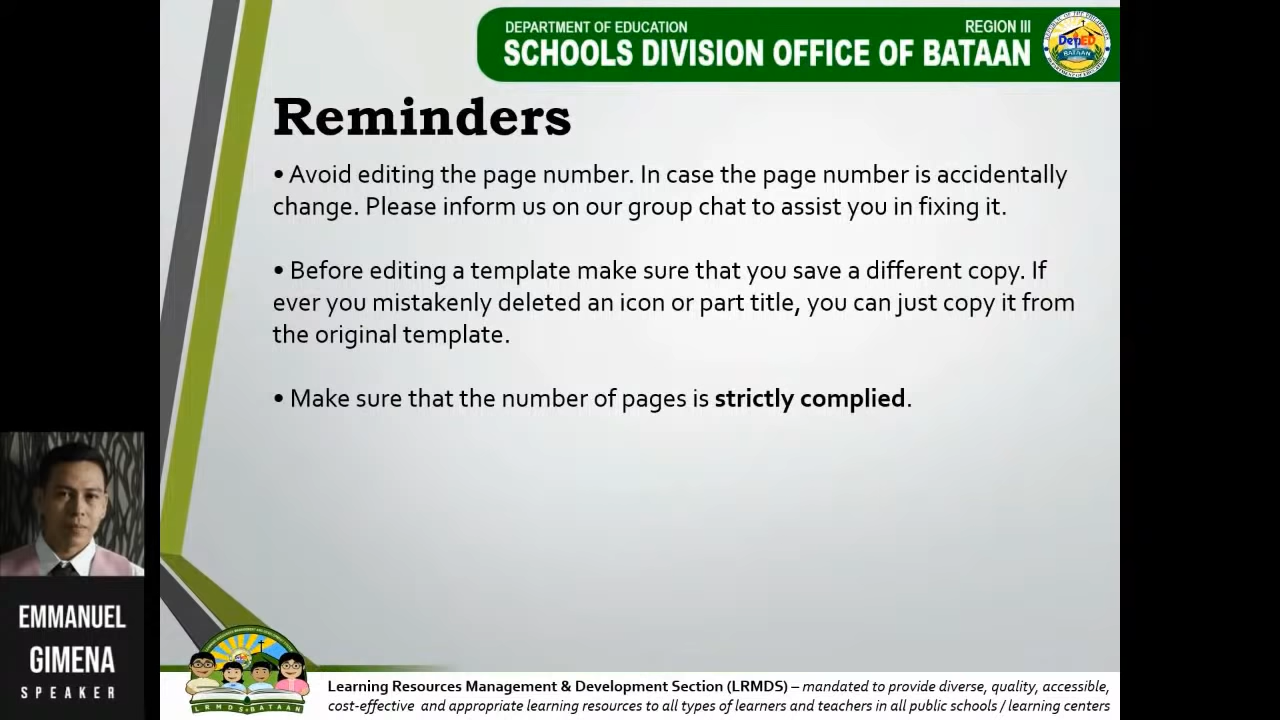 DEPARTMENT OF EDUCATION REGION III
SCHOOLS DIVISION OFFICE OF BATAAN
DepED
BATAAN
Reminders
• Avoid editing the page number. In case the page number is accidentally
change. Please inform us on our group chat to assist you in fixing it.
• Before editing a template make sure that you save a different copy. If
ever you mistakenly deleted an icon or part title, you can just copy it from
the original template.
• Make sure that the number of pages is strictly complied.
EMMANUEL
GIMENA
SPEAKER
LRMDS BATAAN
Learning Resources Management & Development Section (LRMDS) – mandated to provide diverse, quality, accessible,
cost-effective and appropriate learning resources to all types of learners and teachers in all public schools / learning centers